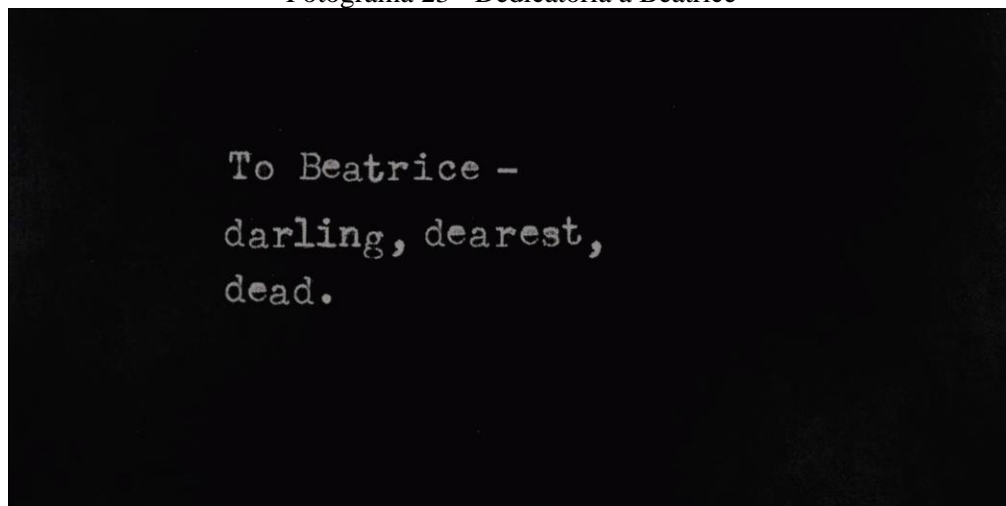 To Beatrice –
darling, dearest,
dead.